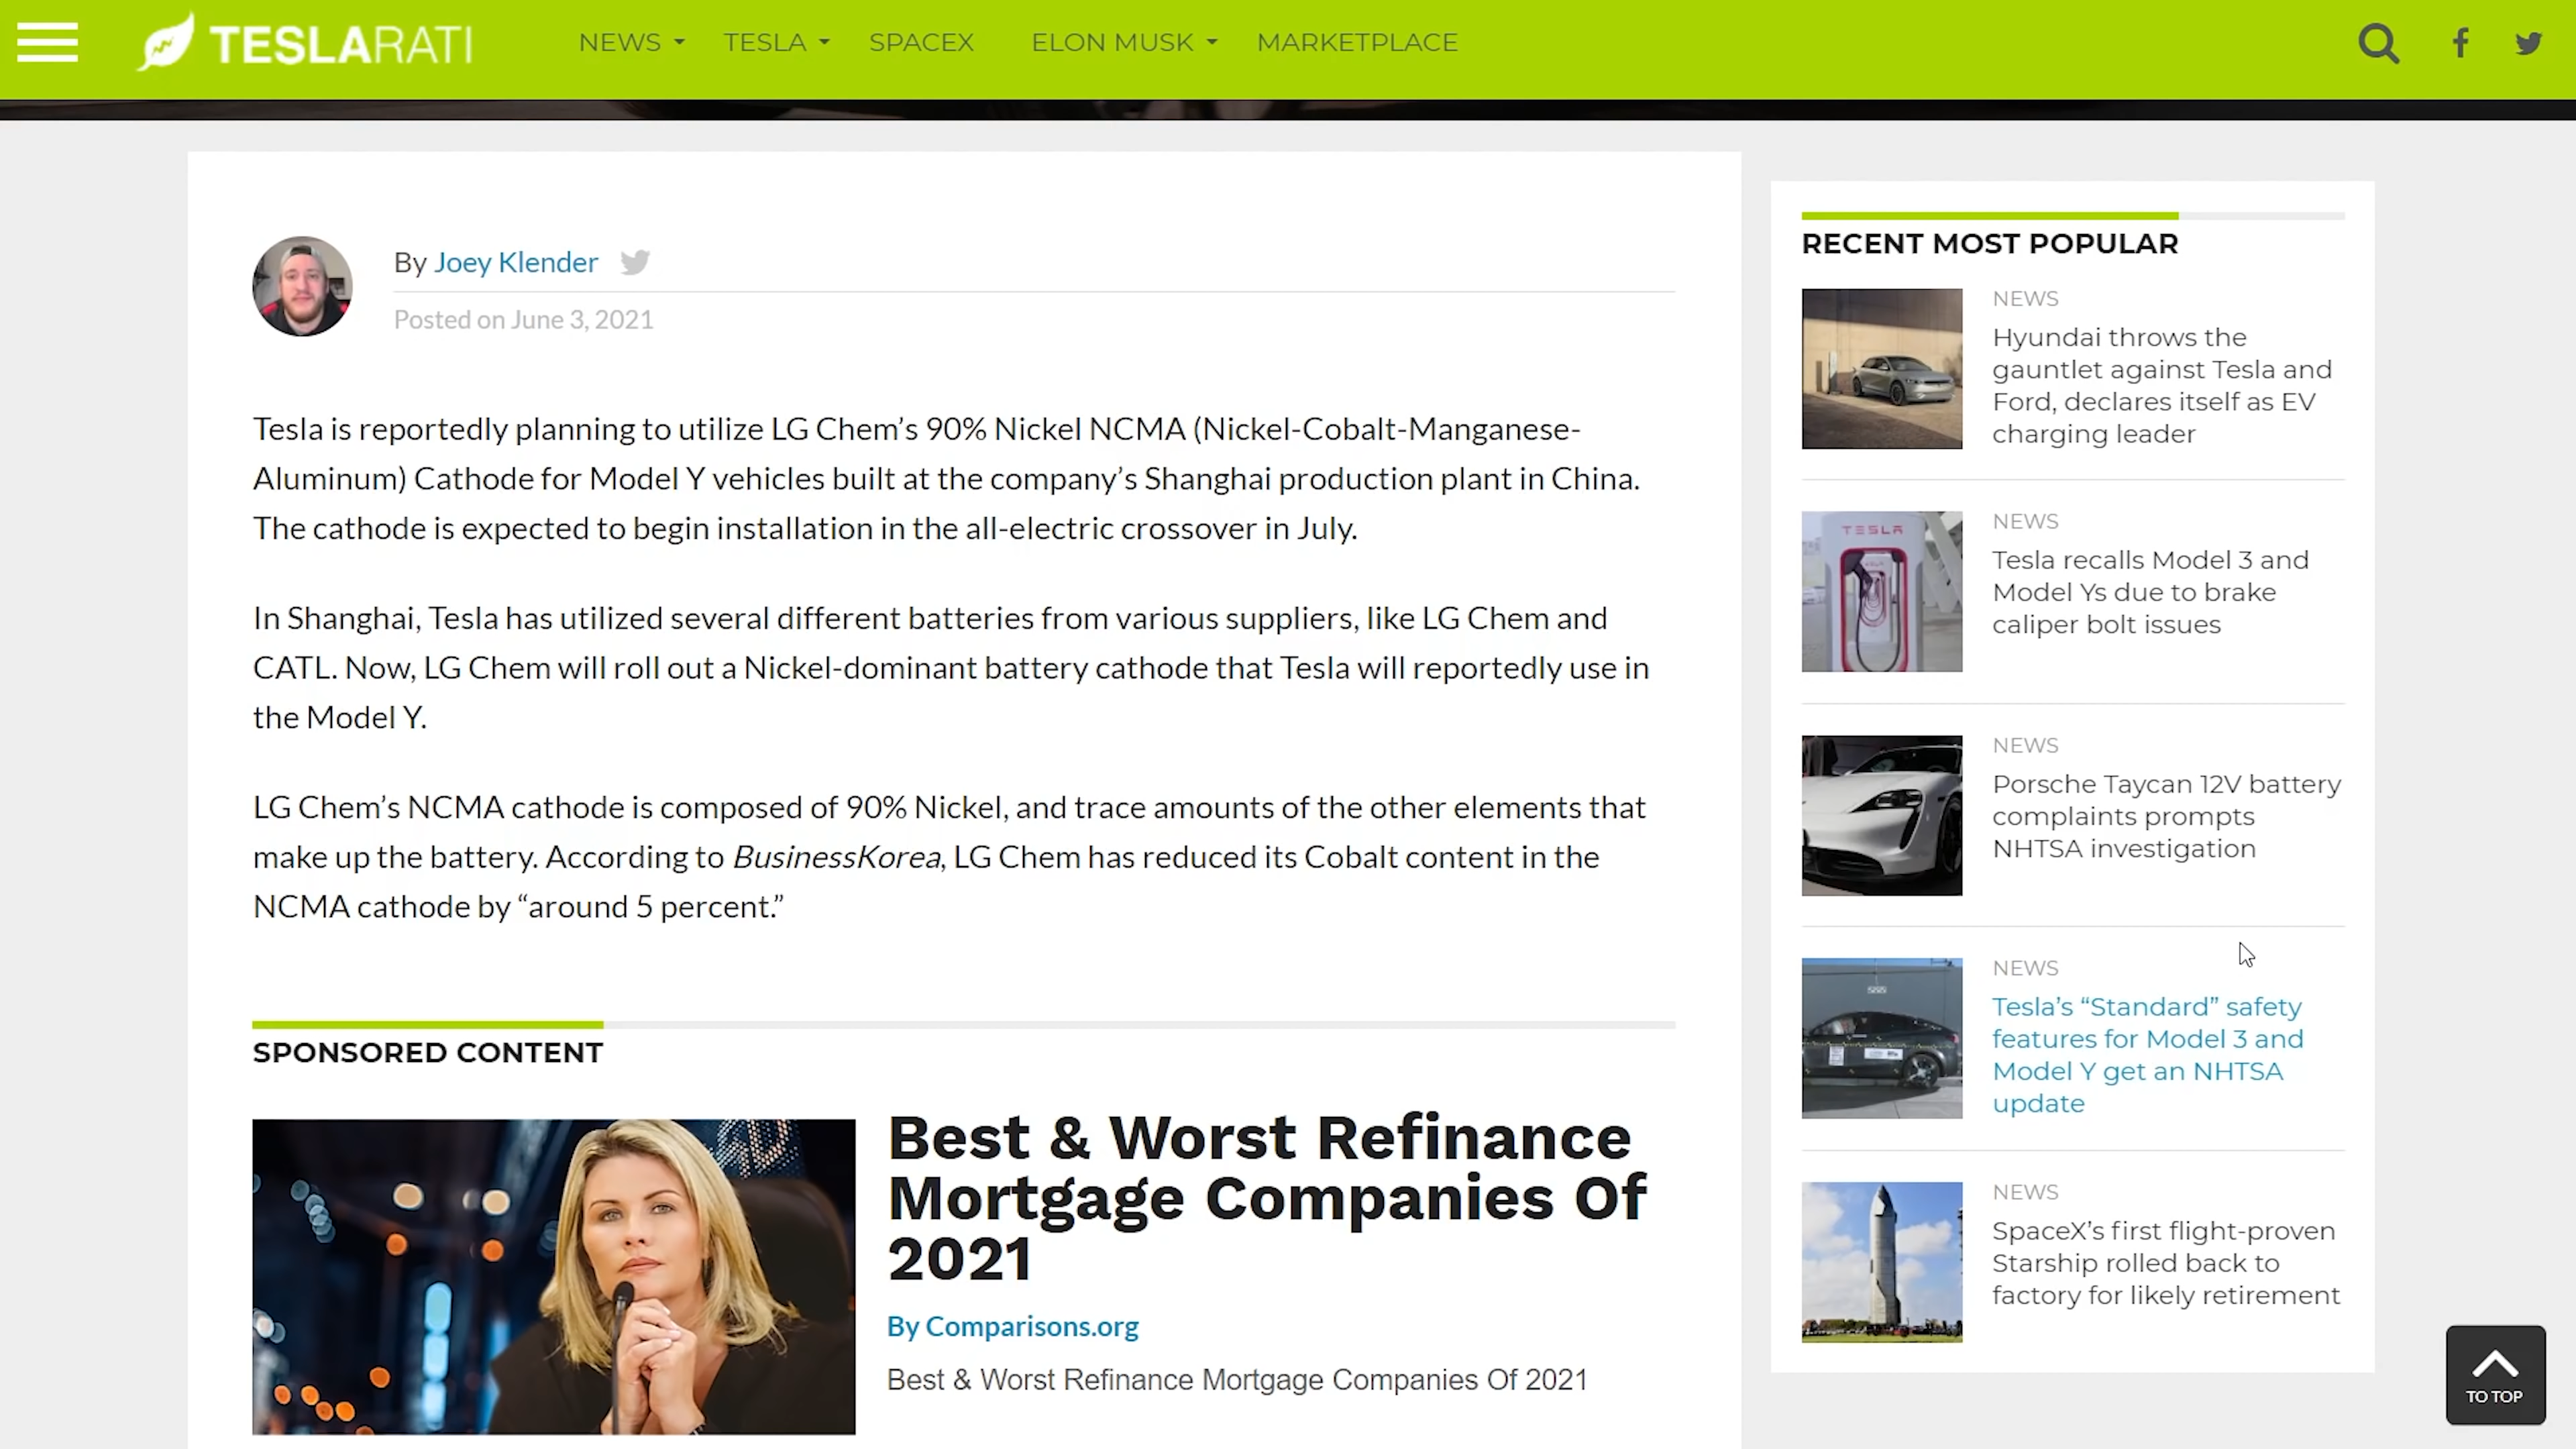 TESLARATI
NEWS
TESLA
SPACEX
ELON MUSK
MARKETPLACE
By Joey Klender
Posted on June 3, 2021
Tesla is reportedly planning to utilize LG Chem’s 90% Nickel NCMA (Nickel-Cobalt-Manganese-
Aluminum) Cathode for Model Y vehicles built at the company’s Shanghai production plant in China.
The cathode is expected to begin installation in the all-electric crossover in July.
In Shanghai, Tesla has utilized several different batteries from various suppliers, like LG Chem and
CATL. Now, LG Chem will roll out a Nickel-dominant battery cathode that Tesla will reportedly use in
the Model Y.
LG Chem’s NCMA cathode is composed of 90% Nickel, and trace amounts of the other elements that
make up the battery. According to BusinessKorea, LG Chem has reduced its Cobalt content in the
NCMA cathode by “around 5 percent.”
SPONSORED CONTENT
Best & Worst Refinance
Mortgage Companies Of
2021
By Comparisons.org
Best & Worst Refinance Mortgage Companies Of 2021
RECENT MOST POPULAR
NEWS
Hyundai throws the
gauntlet against Tesla and
Ford, declares itself as EV
charging leader
TESLA
NEWS
Tesla recalls Model 3 and
Model Ys due to brake
caliper bolt issues
NEWS
Porsche Taycan 12V battery
complaints prompts
NHTSA investigation
NEWS
Tesla’s “Standard” safety
features for Model 3 and
Model Y get an NHTSA
update
NEWS
SpaceX’s first flight-proven
Starship rolled back to
factory for likely retirement
TO TOP